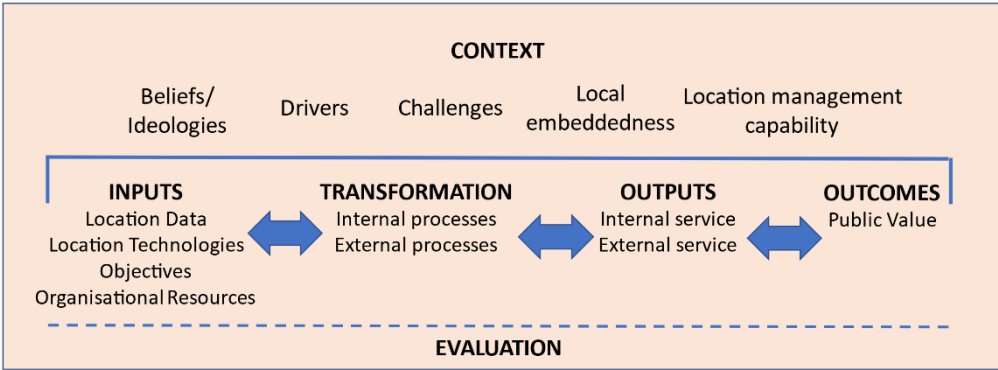 CONTEXT
Beliefs/
Ideologies
Drivers
Challenges
Local
embeddedness
Location management
capability
INPUTS
Location Data
Location Technologies
Objectives
Organisational Resources
TRANSFORMATION
Internal processes
External processes
OUTPUTS
Internal service
External service
OUTCOMES
Public Value
EVALUATION